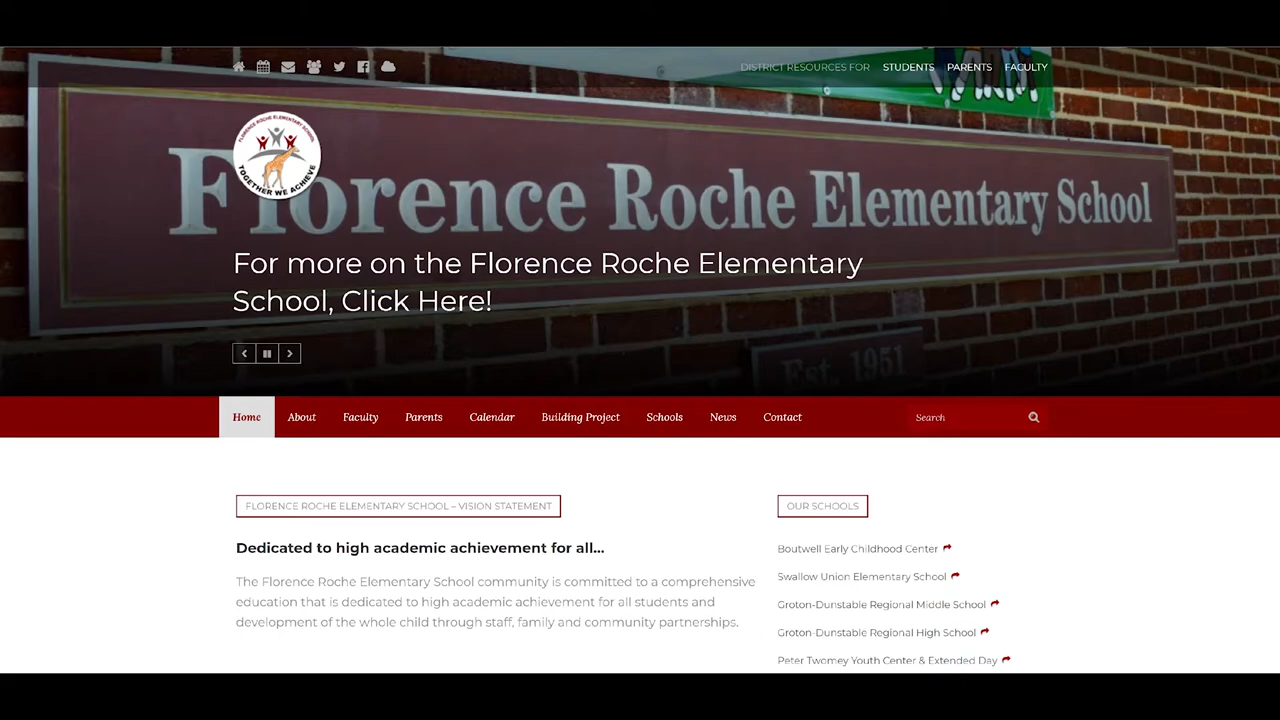 DISTRICT RESOURCES FOR STUDENTS PARENTS FACULTY
FLORENCE ROCHE ELEMENTARY SCHOOL
TOGETHER WE ACHIEVE
Florence Roche Elementary School
For more on the Florence Roche Elementary
School, Click Here!
Est. 1951
Home About Faculty Parents Calendar Building Project Schools News Contact Search
FLORENCE ROCHE ELEMENTARY SCHOOL – VISION STATEMENT
Dedicated to high academic achievement for all...
The Florence Roche Elementary School community is committed to a comprehensive
education that is dedicated to high academic achievement for all students and
development of the whole child through staff, family and community partnerships.
OUR SCHOOLS
Boutwell Early Childhood Center
Swallow Union Elementary School
Groton-Dunstable Regional Middle School
Groton-Dunstable Regional High School
Peter Twomey Youth Center & Extended Day